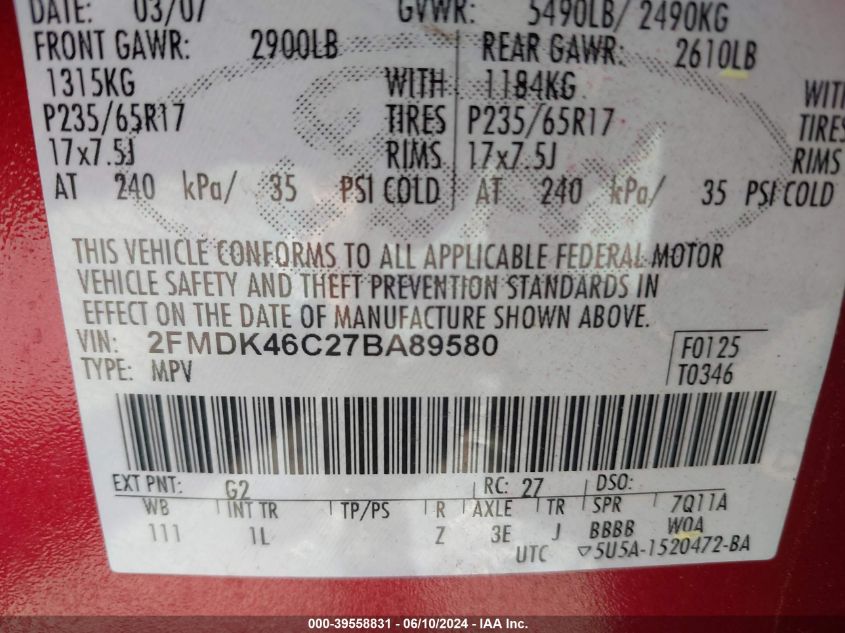 DATE: 03/07 GVWR: 5490LB/ 2490KG
FRONT GAWR: 2900LB REAR GAWR: 2610LB
1315KG WITH 1184KG WITH
P235/65R17 TIRES P235/65R17 TIRES
17x7.5J RIMS 17x7.5J RIMS
AT 240 kPa/ 35 PSI COLD AT 240 kPa/ 35 PSI COLD
THIS VEHICLE CONFORMS TO ALL APPLICABLE FEDERAL MOTOR
VEHICLE SAFETY AND THEFT PREVENTION STANDARDS IN
EFFECT ON THE DATE OF MANUFACTURE SHOWN ABOVE.
VIN: 2FMDK46C27BA89580 F0125
TYPE: MPV T0346
EXT PNT: G2 RC: 27 DSO:
WB INT TR TP/PS R AXLE TR SPR 7Q11A
111 1L Z 3E J BBBB WOA
UTC ▽5U5A-1520472-BA
000-39558831 - 06/10/2024 - IAA Inc.